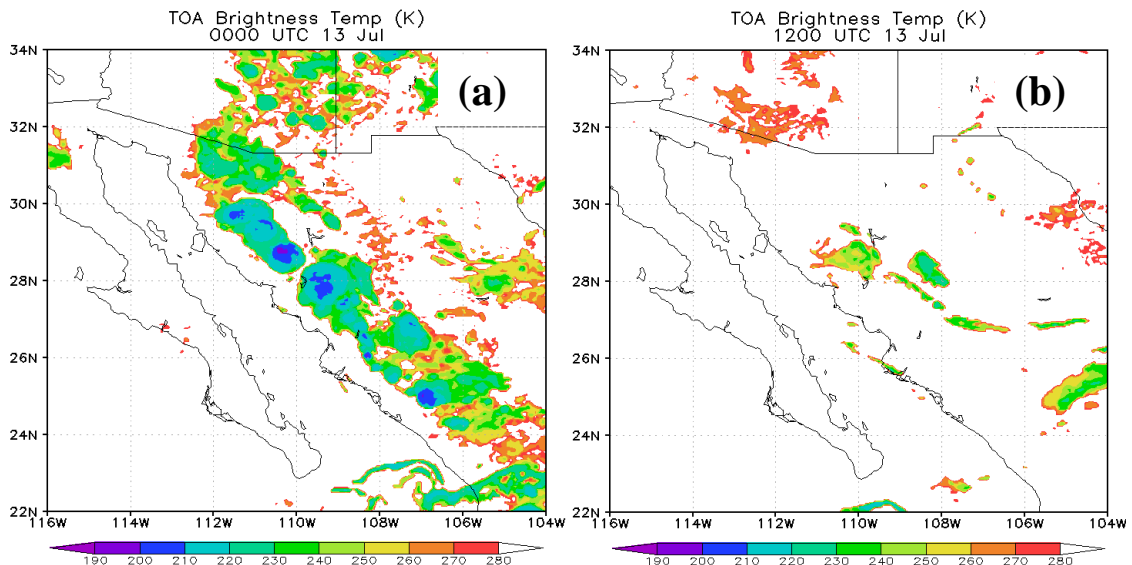 TOA Brightness Temp (K)
0000 UTC 13 Jul
(a)
34N
32N
30N
28N
26N
24N
22N
116W 114W 112W 110W 108W 106W 104W
190 200 210 220 230 240 250 260 270 280
TOA Brightness Temp (K)
1200 UTC 13 Jul
(b)
34N
32N
30N
28N
26N
24N
22N
116W 114W 112W 110W 108W 106W 104W
190 200 210 220 230 240 250 260 270 280